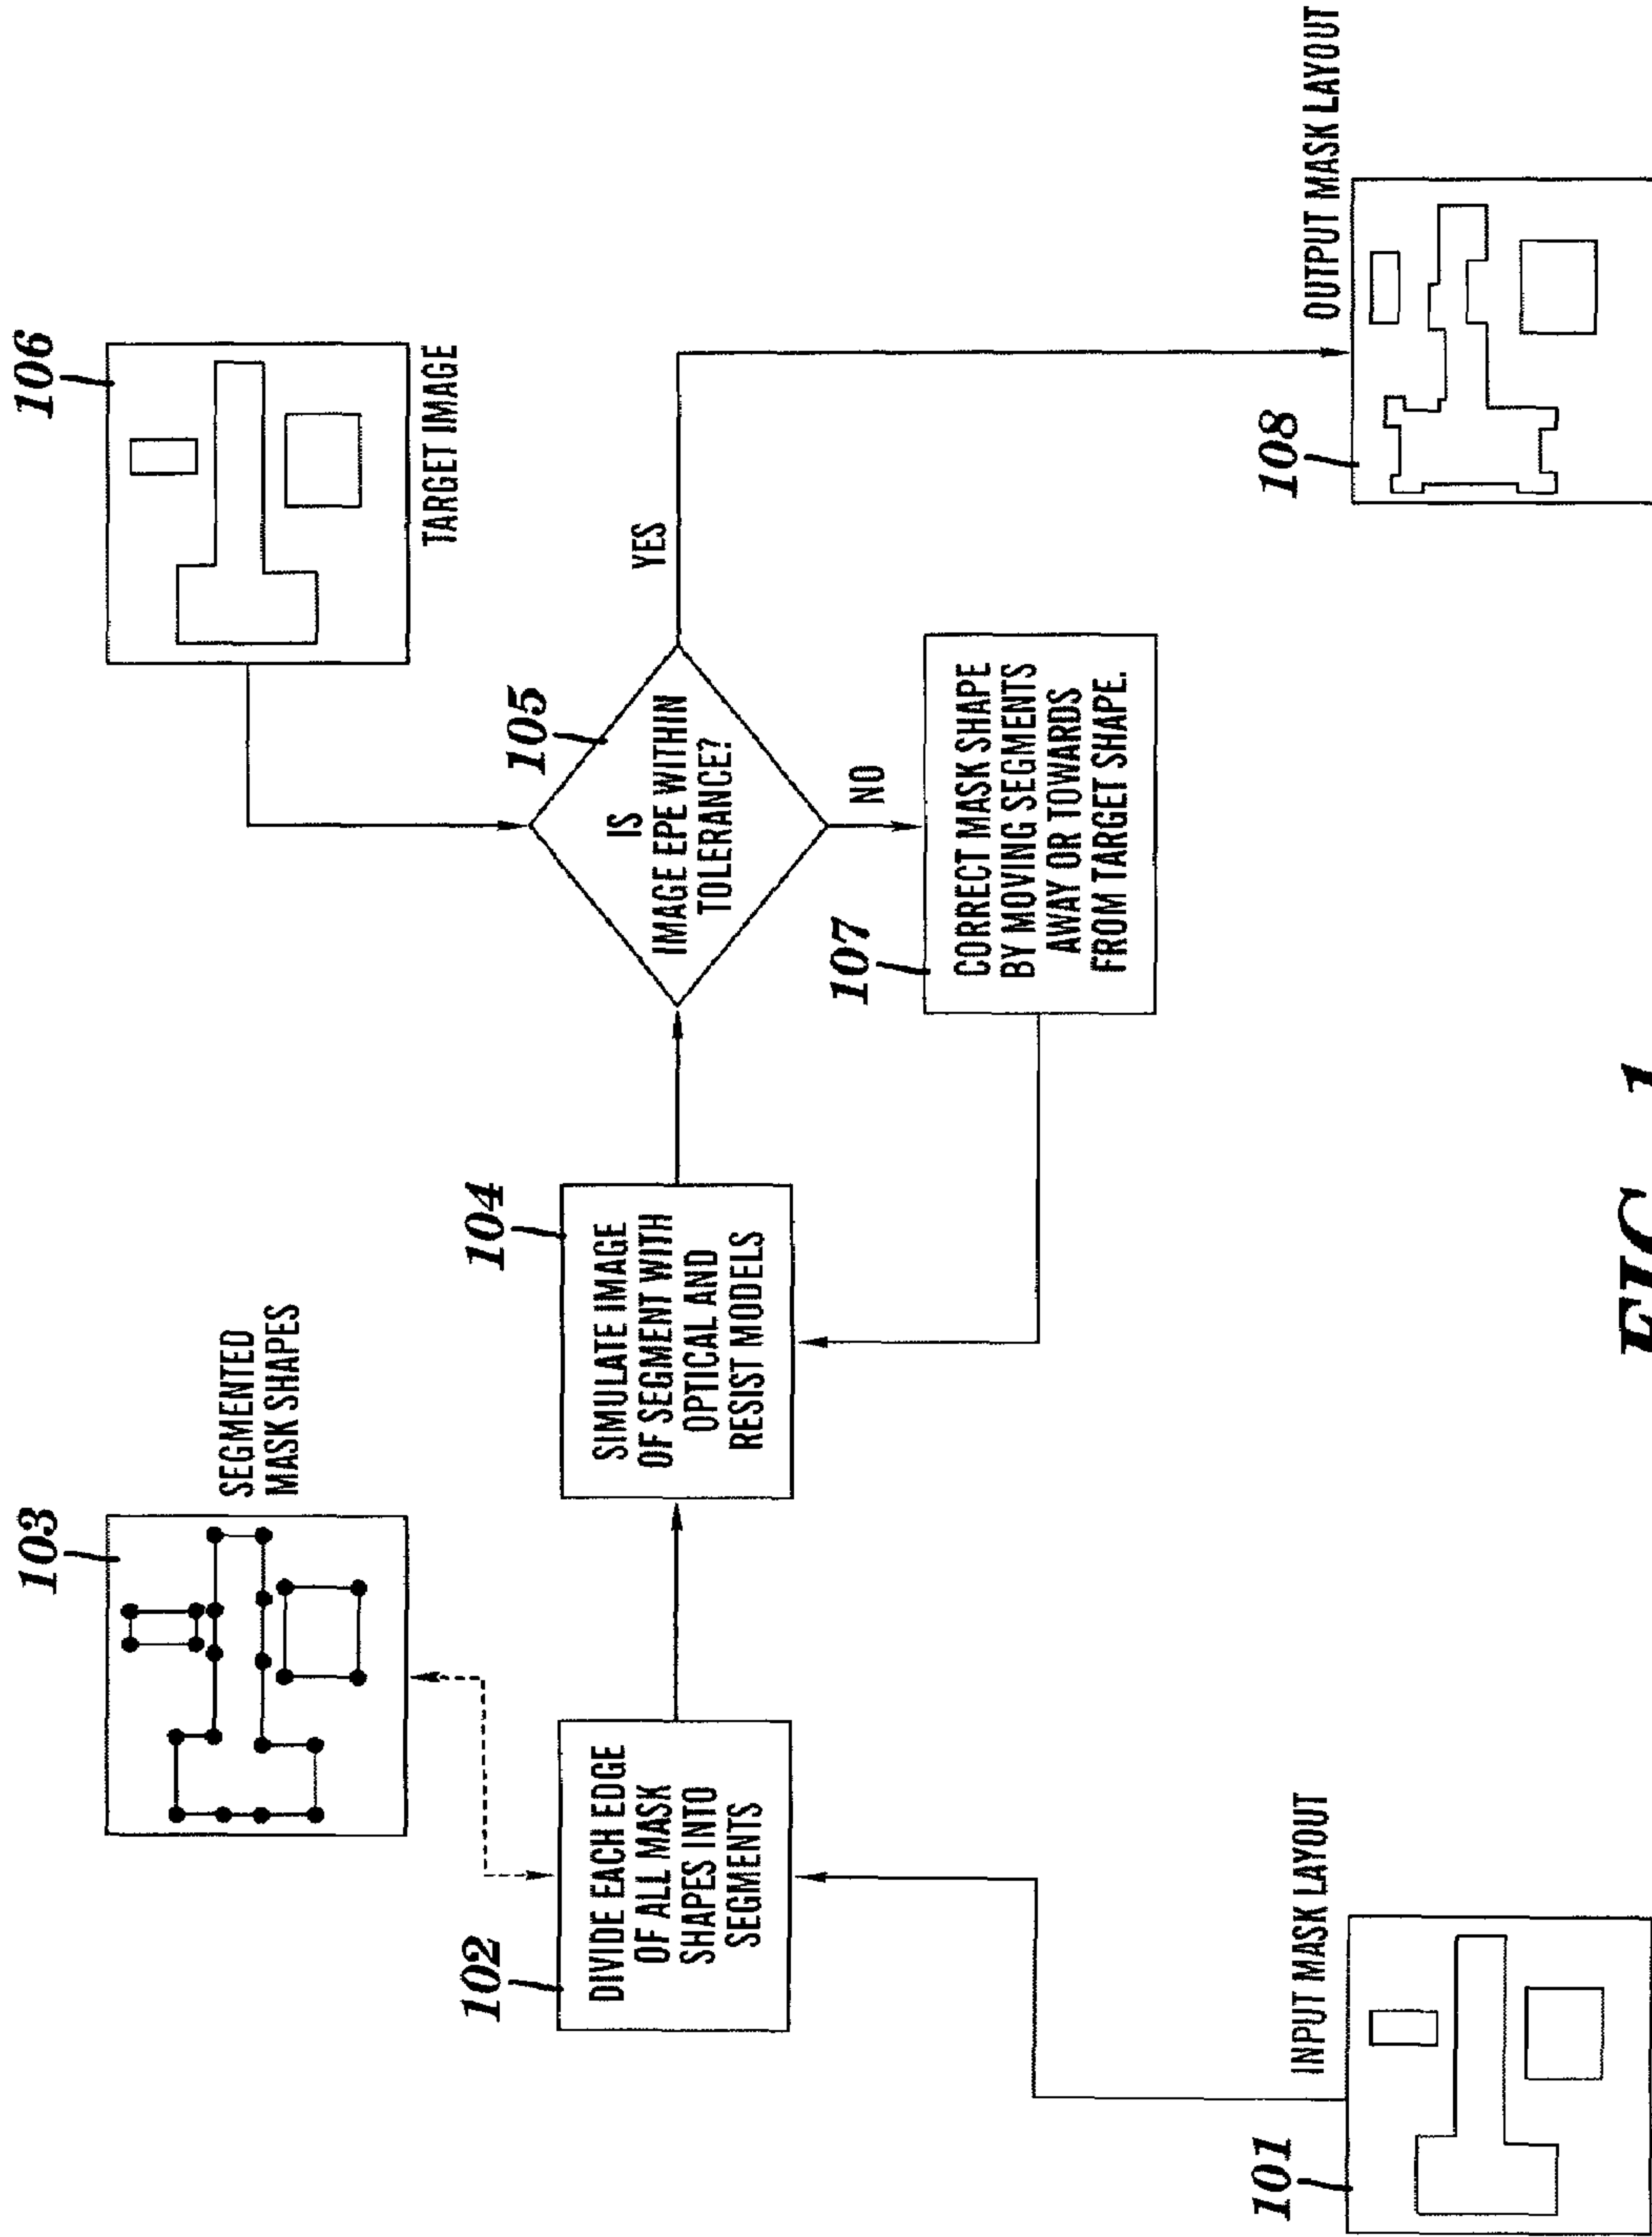 103
SEGMENTED
MASK SHAPES
106
TARGET IMAGE
102
DIVIDE EACH EDGE
OF ALL MASK
SHAPES INTO
SEGMENTS
104
SIMULATE IMAGE
OF SEGMENT WITH
OPTICAL AND
RESIST MODELS
105
IS
IMAGE EPE WITHIN
TOLERANCE?
YES
NO
107
CORRECT MASK SHAPE
BY MOVING SEGMENTS
AWAY OR TOWARDS
FROM TARGET SHAPE.
101
INPUT MASK LAYOUT
108
OUTPUT MASK LAYOUT
FIG. 1